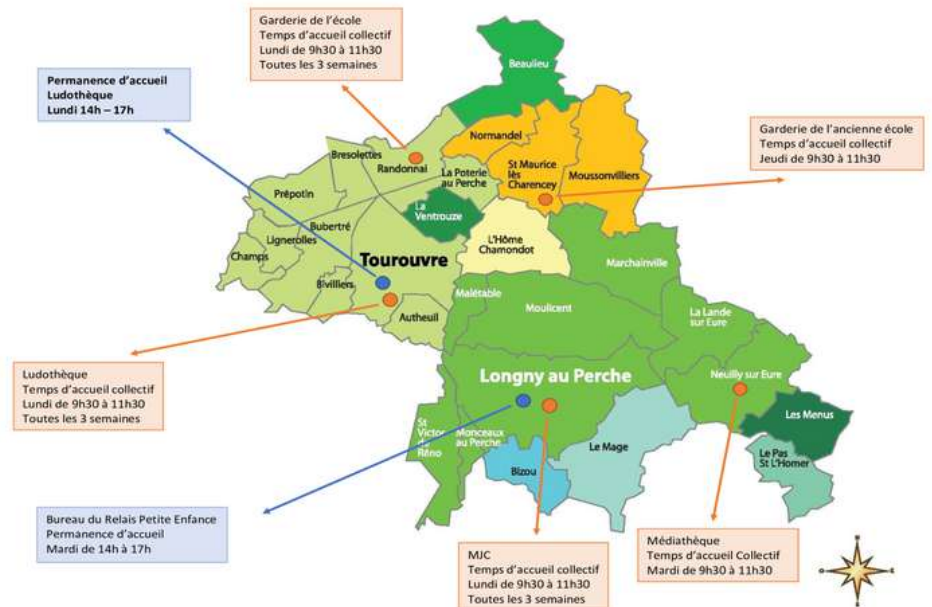 Garderie de l'école
Temps d'accueil collectif
Lundi de 9h30 à 11h30
Toutes les 3 semaines
Permanence d'accueil
Ludothèque
Lundi 14h – 17h
Garderie de l'ancienne école
Temps d'accueil collectif
Jeudi de 9h30 à 11h30
Beaulieu
Normandel
St Maurice
lès
Charencey
Moussonvilliers
Bresolettes
Randonnai
La Poterie
au Perche
Prépotin
La
Ventrouze
Bubertré
Lignerolles
Champs
L'Hôme
Chamondot
Tourouvre
Marchainville
Bivilliers
Autheuil
Malétable
Moulicent
La Lande
sur Eure
Ludothèque
Temps d'accueil collectif
Lundi de 9h30 à 11h30
Toutes les 3 semaines
Longny au Perche
Neuilly sur Eure
Les Menus
St
Victor
de
Réno
Monceaux
au Perche
Bizou
Le Mage
Le Pas
St L'Homer
Bureau du Relais Petite Enfance
Permanence d'accueil
Mardi de 14h à 17h
MJC
Temps d'accueil collectif
Lundi de 9h30 à 11h30
Toutes les 3 semaines
Médiathèque
Temps d'accueil Collectif
Mardi de 9h30 à 11h30